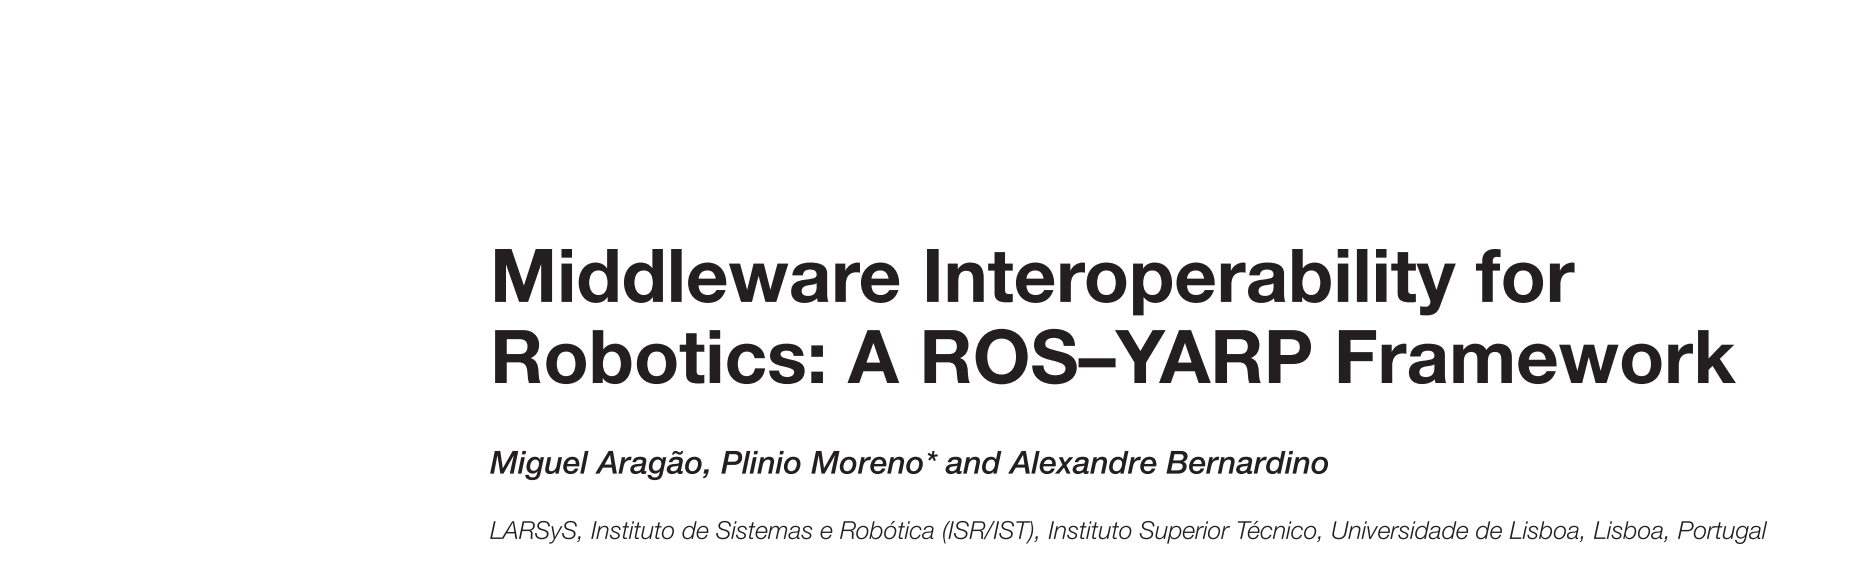 Middleware Interoperability for
Robotics: A ROS–YARP Framework
Miguel Aragão, Plinio Moreno* and Alexandre Bernardino
LARSyS, Instituto de Sistemas e Robótica (ISR/IST), Instituto Superior Técnico, Universidade de Lisboa, Lisboa, Portugal